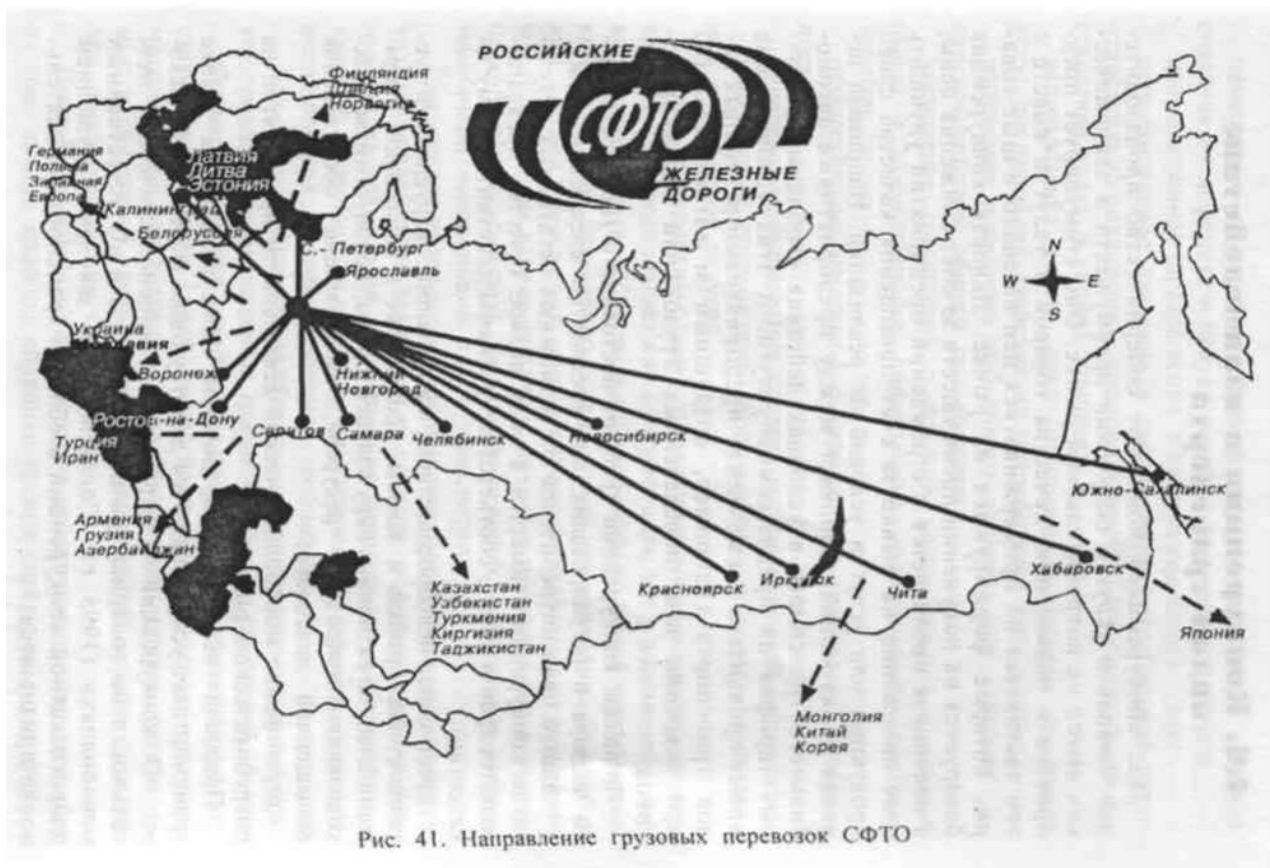 РОССИЙСКИЕ
СФТО
ЖЕЛЕЗНЫЕ
ДОРОГИ
Финляндия
Швеция
Норвегия
Германия
Польша
Западная
Европа
Латвия
Литва
Эстония
Калининград
Белоруссия
С.- Петербург
Ярославль
N
W E
S
Украина
Молдавия
Воронеж
Нижний
Новгород
Ростов-на-Дону
Саратов
Самара
Челябинск
Новосибирск
Турция
Иран
Южно-Сахалинск
Армения
Грузия
Азербайджан
Казахстан
Узбекистан
Туркмения
Киргизия
Таджикистан
Красноярск
Иркутск
Чита
Хабаровск
Япония
Монголия
Китай
Корея
Рис. 41. Направление грузовых перевозок СФТО